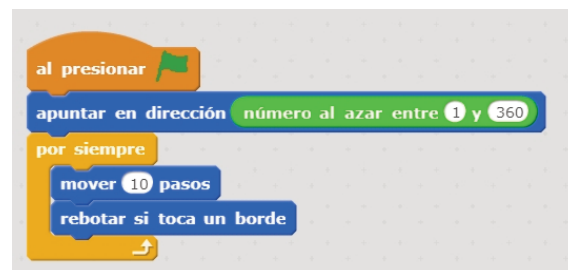 al presionar
apuntar en dirección número al azar entre 1 y 360
por siempre
mover 10 pasos
rebotar si toca un borde